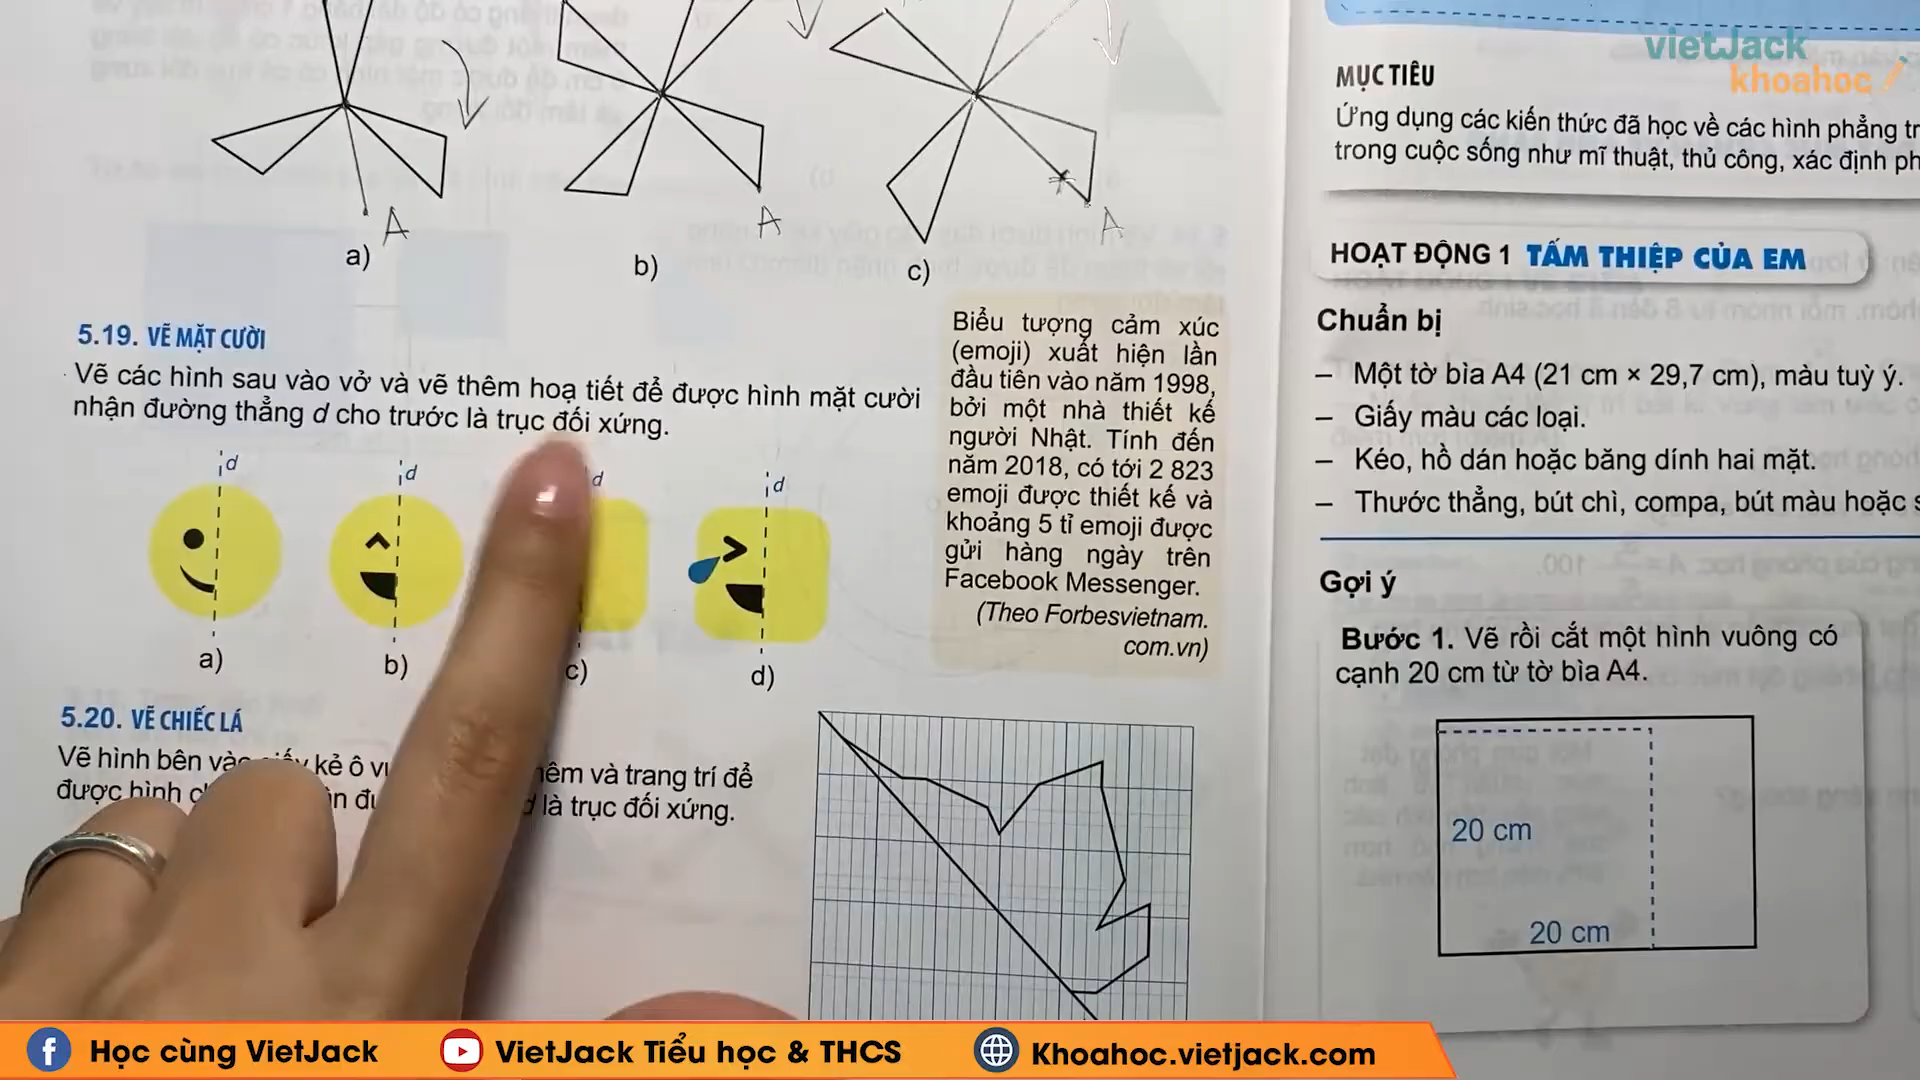 A
a)
A
b)
A
c)
5.19. VẼ MẶT CƯỜI
Vẽ các hình sau vào vở và vẽ thêm hoạ tiết để được hình mặt cười
nhận đường thẳng d cho trước là trục đối xứng.
d
d
d
d
a)
b)
c)
d)
Biểu tượng cảm xúc
(emoji) xuất hiện lần
đầu tiên vào năm 1998,
bởi một nhà thiết kế
người Nhật. Tính đến
năm 2018, có tới 2 823
emoji được thiết kế và
khoảng 5 tỉ emoji được
gửi hàng ngày trên
Facebook Messenger.
(Theo Forbesvietnam.
com.vn)
5.20. VẼ CHIẾC LÁ
Vẽ hình bên kẻ ô và trang trí để
được hình là trục đối xứng.
vietJack
khoahoc
MỤC TIÊU
Ứng dụng các kiến thức đã học về các hình phẳng
trong cuộc sống như mĩ thuật, thủ công, xác định
HOẠT ĐỘNG 1 TẤM THIỆP CỦA EM
Chuẩn bị
– Một tờ bìa A4 (21 cm × 29,7 cm), màu tuỳ ý.
– Giấy màu các loại.
– Kéo, hồ dán hoặc băng dính hai mặt.
– Thước thẳng, bút chì, compa, bút màu hoặc
Gợi ý
Bước 1. Vẽ rồi cắt một hình vuông có
cạnh 20 cm từ tờ bìa A4.
20 cm
20 cm
Học cùng VietJack
VietJack Tiểu học & THCS
Khoahoc.vietjack.com